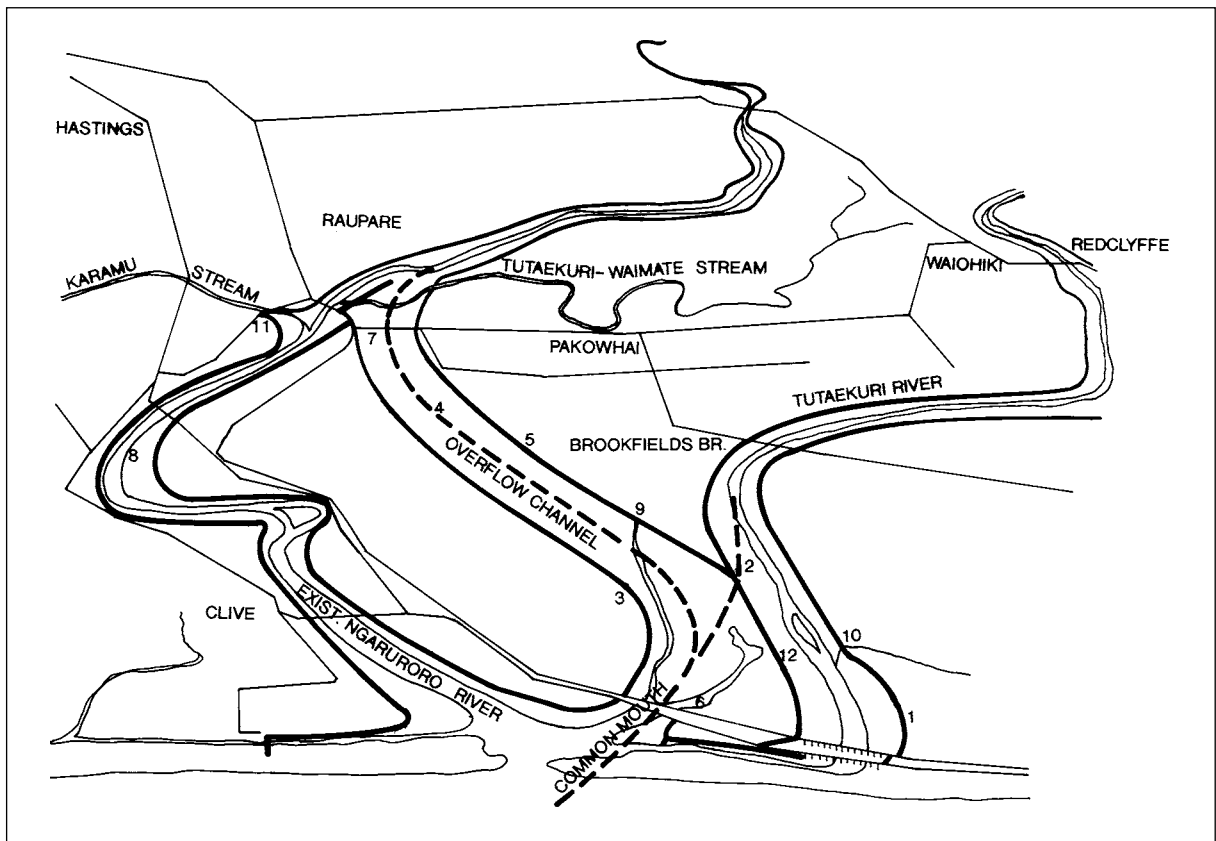 HASTINGS
RAUPARE
REDCLYFFE
WAIOHIKI
KARAMU STREAM
TUTAEKURI-WAIMATE STREAM
11
7
PAKOWHAI
TUTAEKURI RIVER
4
5
BROOKFIELDS BR.
8
OVERFLOW CHANNEL
9
2
3
CLIVE
EXIST. NGARURORO RIVER
10
12
6
1
COMMON MOUTH